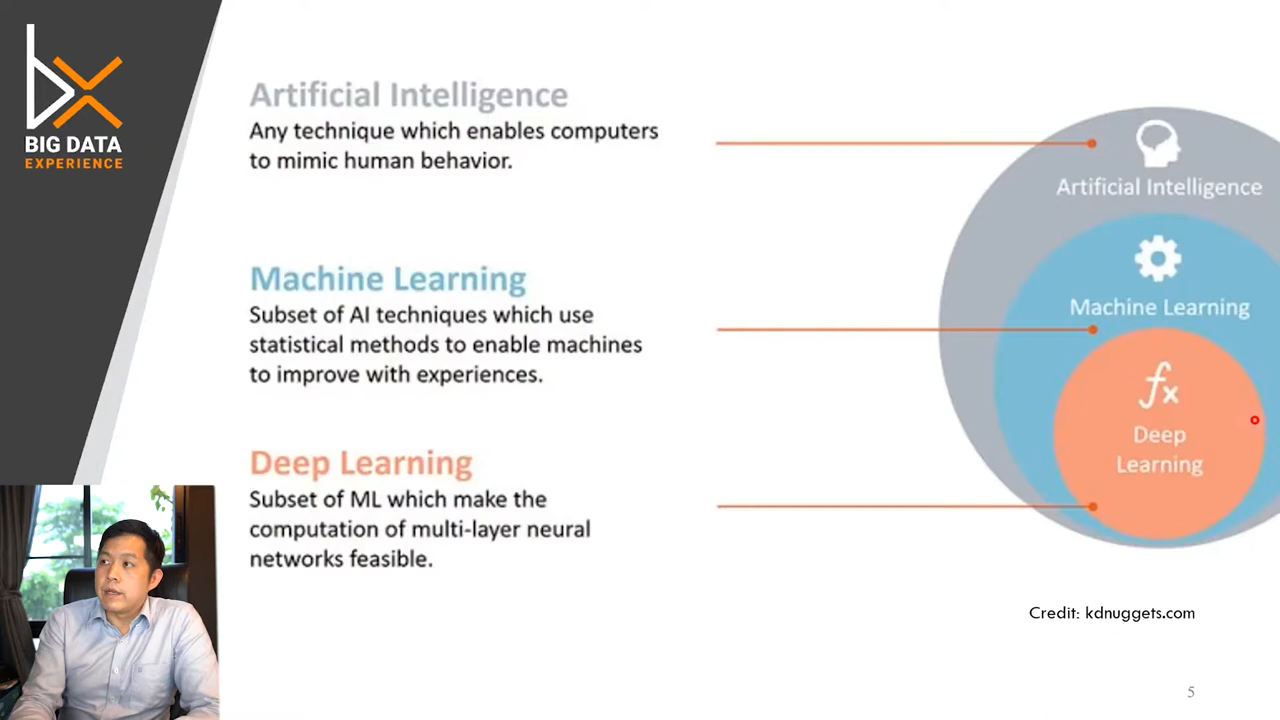 BIG DATA
EXPERIENCE
Artificial Intelligence
Any technique which enables computers
to mimic human behavior.
Machine Learning
Subset of AI techniques which use
statistical methods to enable machines
to improve with experiences.
Deep Learning
Subset of ML which make the
computation of multi-layer neural
networks feasible.
Artificial Intelligence
Machine Learning
fx
Deep
Learning
Credit: kdnuggets.com
5